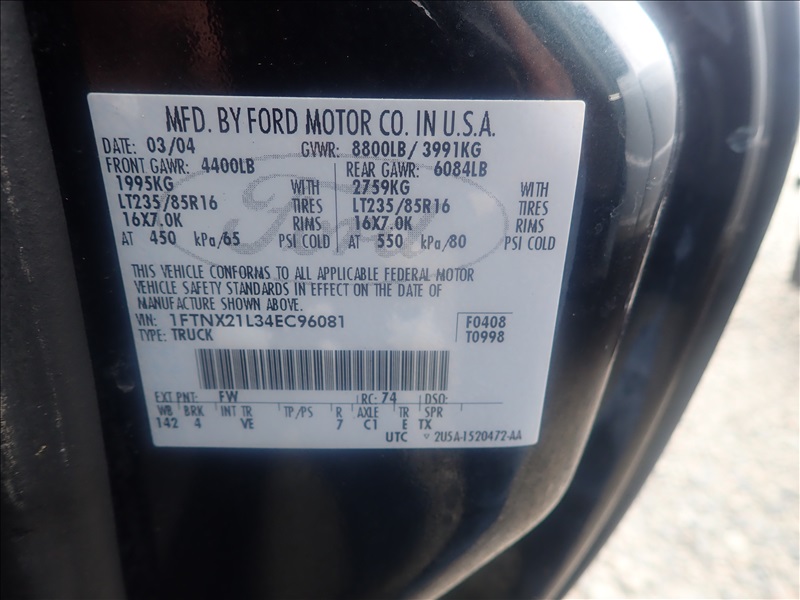 MFD. BY FORD MOTOR CO. IN U.S.A.
DATE: 03/04 GVWR: 8800LB / 3991KG
FRONT GAWR: 4400LB REAR GAWR: 6084LB
1995KG WITH 2759KG WITH
LT235/85R16 TIRES LT235/85R16 TIRES
16X7.0K RIMS 16X7.0K RIMS
AT 450 kPa/65 PSI COLD AT 550 kPa/80 PSI COLD
Ford
THIS VEHICLE CONFORMS TO ALL APPLICABLE FEDERAL MOTOR
VEHICLE SAFETY STANDARDS IN EFFECT ON THE DATE OF
MANUFACTURE SHOWN ABOVE.
VIN: 1FTNX21L34EC96081 F0408
TYPE: TRUCK T0998
EXT PNT: FW RC: 74 DSO:
WB BRK INT TR TP/PS R AXLE TR SPR
142 4 VE 7 C1 E TX
UTC ▽ 2U5A-1520472-AA